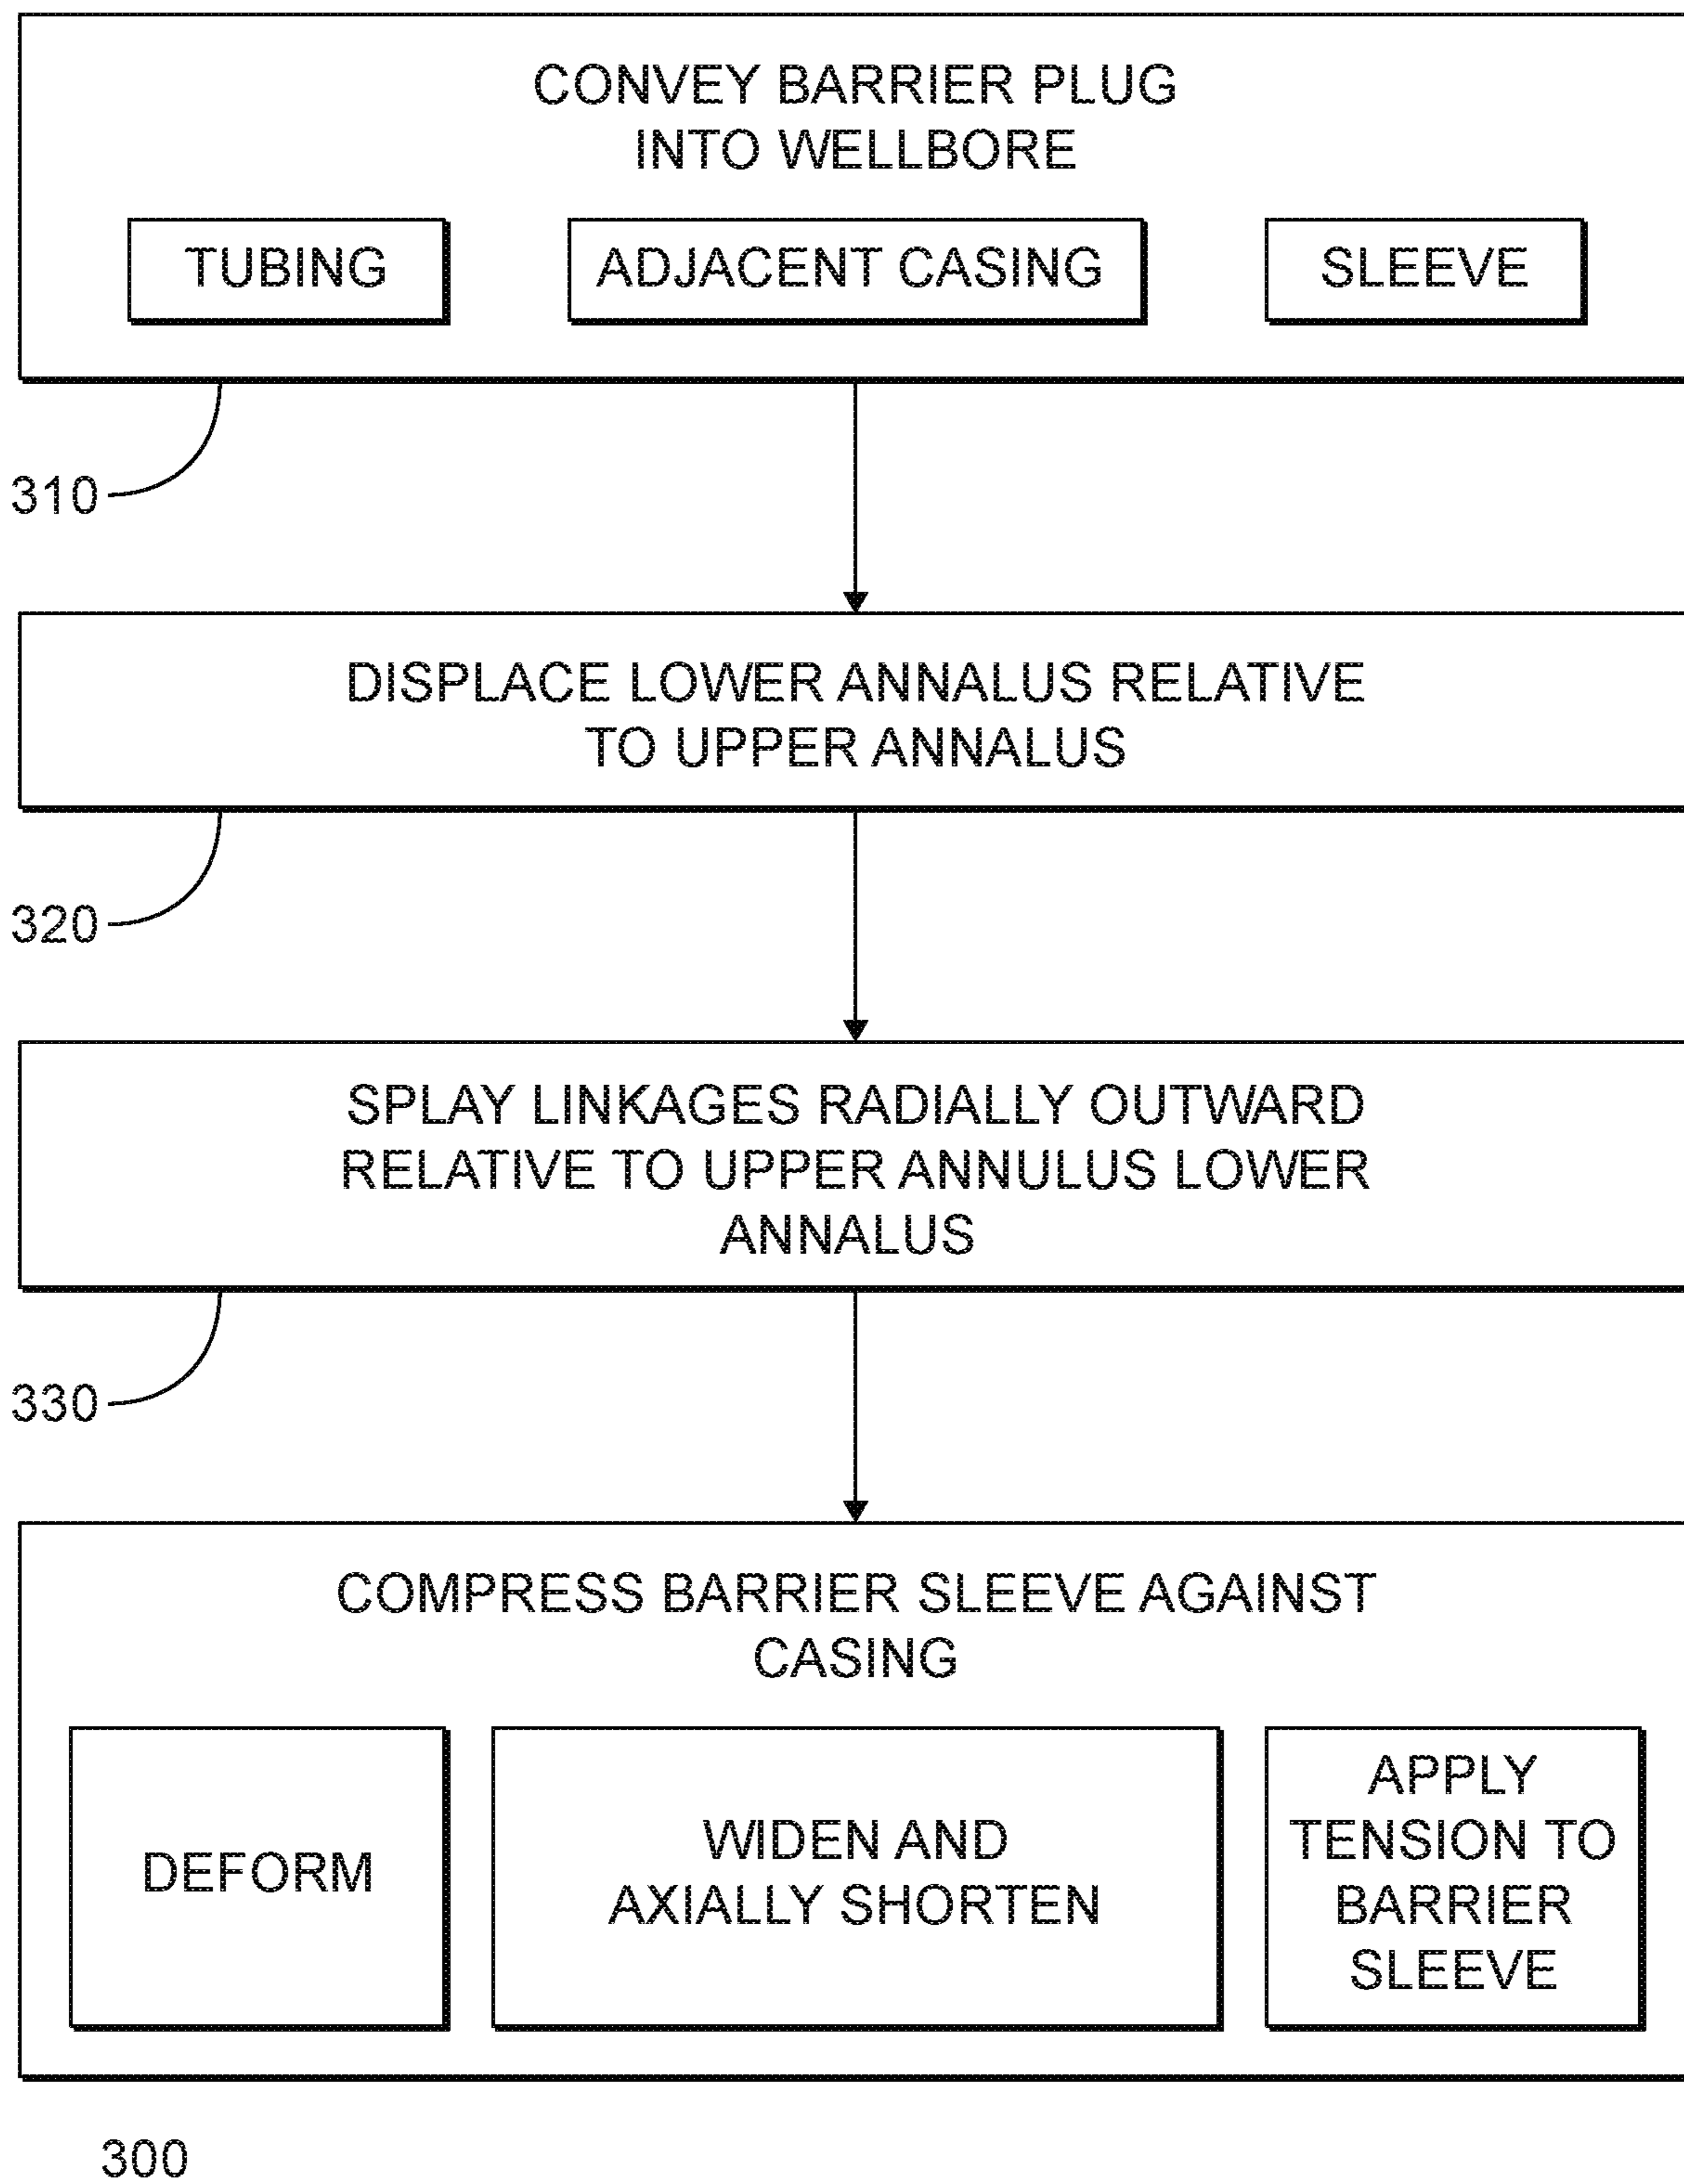 CONVEY BARRIER PLUG
INTO WELLBORE
TUBING
ADJACENT CASING
SLEEVE
310
DISPLACE LOWER ANNALUS RELATIVE
TO UPPER ANNALUS
320
SPLAY LINKAGES RADIALLY OUTWARD
RELATIVE TO UPPER ANNULUS LOWER
ANNALUS
330
COMPRESS BARRIER SLEEVE AGAINST
CASING
DEFORM
WIDEN AND
AXIALLY SHORTEN
APPLY
TENSION TO
BARRIER
SLEEVE
300